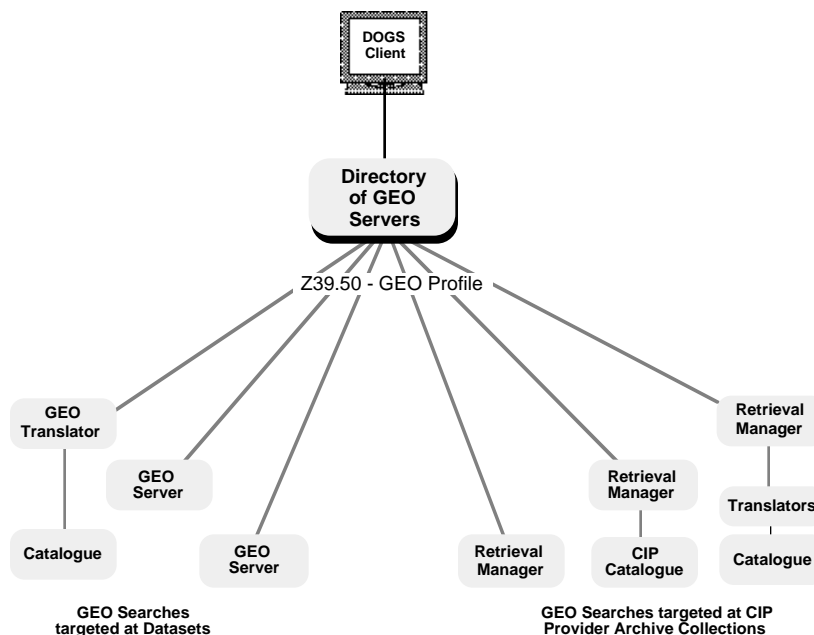 DOGS
Client
Directory
of GEO
Servers
Z39.50 - GEO Profile
GEO
Translator
Retrieval
Manager
GEO
Server
Retrieval
Manager
Translators
Catalogue
GEO
Server
Retrieval
Manager
CIP
Catalogue
Catalogue
GEO Searches
targeted at Datasets
GEO Searches targeted at CIP
Provider Archive Collections